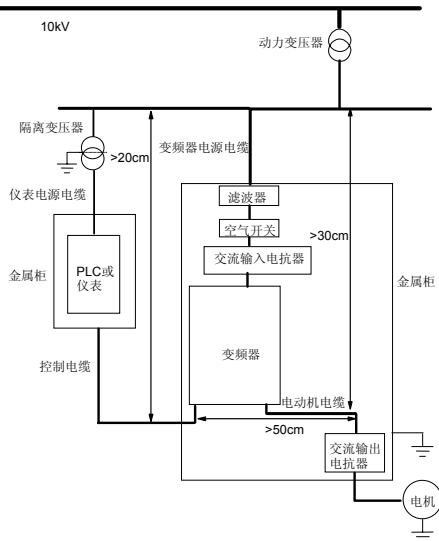 10kV
动力变压器
隔离变压器
>20cm
变频器电源电缆
仪表电源电缆
滤波器
空气开关
>30cm
交流输入电抗器
金属柜
PLC或
仪表
金属柜
变频器
控制电缆
电动机电缆
>50cm
交流输出
电抗器
电机